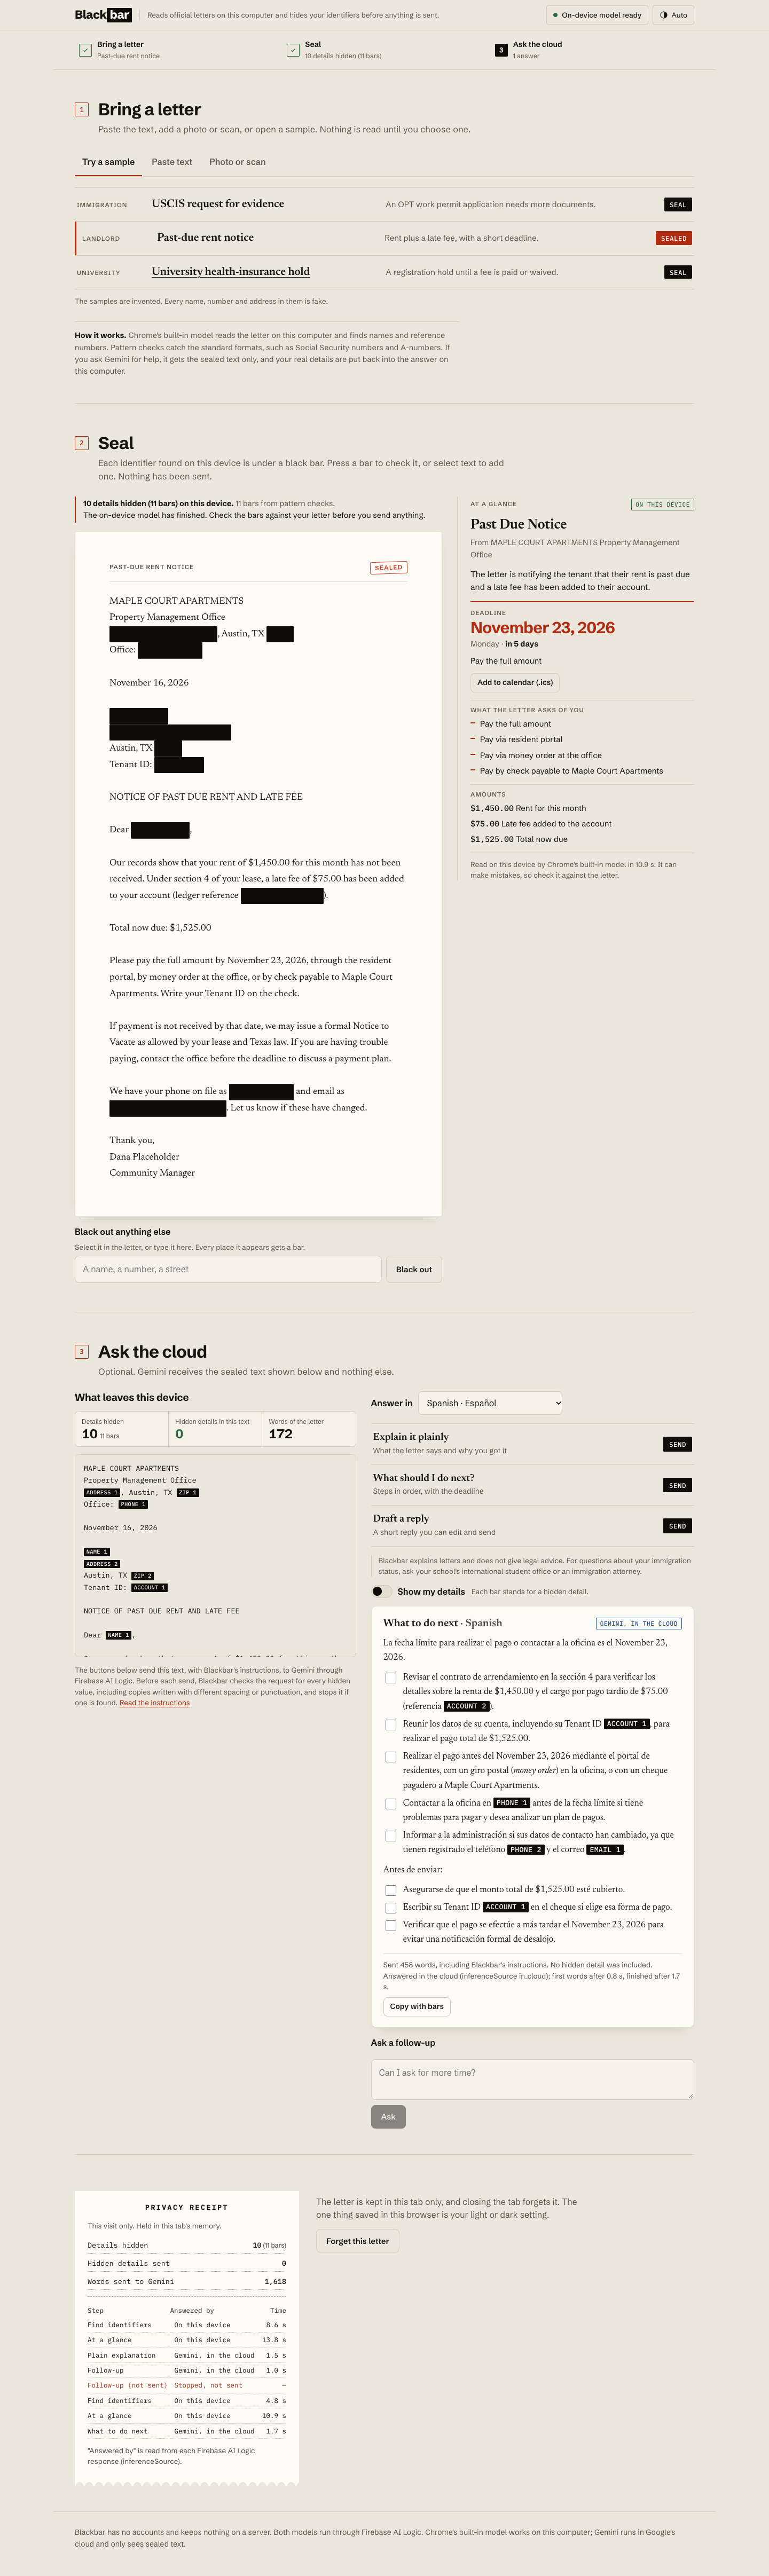 Blackbar
Reads official letters on this computer and hides your identifiers before anything is sent.
On-device model ready
Auto
Bring a letter
Past-due rent notice
Seal
10 details hidden (11 bars)
3
Ask the cloud
1 answer
1
Bring a letter
Paste the text, add a photo or scan, or open a sample. Nothing is read until you choose one.
Try a sample
Paste text
Photo or scan
IMMIGRATION
USCIS request for evidence
An OPT work permit application needs more documents.
SEAL
LANDLORD
Past-due rent notice
Rent plus a late fee, with a short deadline.
SEALED
UNIVERSITY
University health-insurance hold
A registration hold until a fee is paid or waived.
SEAL
The samples are invented. Every name, number and address in them is fake.
How it works. Chrome's built-in model reads the letter on this computer and finds names and reference
numbers. Pattern checks catch the standard formats, such as Social Security numbers and A-numbers. If
you ask Gemini for help, it gets the sealed text only, and your real details are put back into the answer on
this computer.
2
Seal
Each identifier found on this device is under a black bar. Press a bar to check it, or select text to add
one. Nothing has been sent.
10 details hidden (11 bars) on this device. 11 bars from pattern checks.
The on-device model has finished. Check the bars against your letter before you send anything.
PAST-DUE RENT NOTICE
SEALED
MAPLE COURT APARTMENTS
Property Management Office
, Austin, TX
Office:
November 16, 2026
Austin, TX
Tenant ID:
NOTICE OF PAST DUE RENT AND LATE FEE
Dear ,
Our records show that your rent of $1,450.00 for this month has not been
received. Under section 4 of your lease, a late fee of $75.00 has been added
to your account (ledger reference ).
Total now due: $1,525.00
Please pay the full amount by November 23, 2026, through the resident
portal, by money order at the office, or by check payable to Maple Court
Apartments. Write your Tenant ID on the check.
If payment is not received by that date, we may issue a formal Notice to
Vacate as allowed by your lease and Texas law. If you are having trouble
paying, contact the office before the deadline to discuss a payment plan.
We have your phone on file as and email as
. Let us know if these have changed.
Thank you,
Dana Placeholder
Community Manager
AT A GLANCE
ON THIS DEVICE
Past Due Notice
From MAPLE COURT APARTMENTS Property Management
Office
The letter is notifying the tenant that their rent is past due
and a late fee has been added to their account.
DEADLINE
November 23, 2026
Monday · in 5 days
Pay the full amount
Add to calendar (.ics)
WHAT THE LETTER ASKS OF YOU
Pay the full amount
Pay via resident portal
Pay via money order at the office
Pay by check payable to Maple Court Apartments
AMOUNTS
$1,450.00 Rent for this month
$75.00 Late fee added to the account
$1,525.00 Total now due
Read on this device by Chrome's built-in model in 10.9 s. It can
make mistakes, so check it against the letter.
Black out anything else
Select it in the letter, or type it here. Every place it appears gets a bar.
A name, a number, a street
Black out
3
Ask the cloud
Optional. Gemini receives the sealed text shown below and nothing else.
What leaves this device
Details hidden
10 11 bars
Hidden details in this text
0
Words of the letter
172
MAPLE COURT APARTMENTS
Property Management Office
ADDRESS 1, Austin, TX ZIP 1
Office: PHONE 1
November 16, 2026
NAME 1
ADDRESS 2
Austin, TX ZIP 2
Tenant ID: ACCOUNT 1
NOTICE OF PAST DUE RENT AND LATE FEE
Dear NAME 1,
The buttons below send this text, with Blackbar's instructions, to Gemini through
Firebase AI Logic. Before each send, Blackbar checks the request for every hidden
value, including copies written with different spacing or punctuation, and stops if it
one is found. Read the instructions
Answer in
Spanish · Español
Explain it plainly
What the letter says and why you got it
SEND
What should I do next?
Steps in order, with the deadline
SEND
Draft a reply
A short reply you can edit and send
SEND
Blackbar explains letters and does not give legal advice. For questions about your immigration
status, ask your school's international student office or an immigration attorney.
Show my details
Each bar stands for a hidden detail.
What to do next · Spanish
GEMINI, IN THE CLOUD
La fecha límite para realizar el pago o contactar a la oficina es el November 23,
2026.
Revisar el contrato de arrendamiento en la sección 4 para verificar los
detalles sobre la renta de $1,450.00 y el cargo por pago tardío de $75.00
(referencia ACCOUNT 2).
Reunir los datos de su cuenta, incluyendo su Tenant ID ACCOUNT 1, para
realizar el pago total de $1,525.00.
Realizar el pago antes del November 23, 2026 mediante el portal de
residentes, con un giro postal (money order) en la oficina, o con un cheque
pagadero a Maple Court Apartments.
Contactar a la oficina en PHONE 1 antes de la fecha límite si tiene
problemas para pagar y desea analizar un plan de pagos.
Informar a la administración si sus datos de contacto han cambiado, ya que
tienen registrado el teléfono PHONE 2 y el correo EMAIL 1.
Antes de enviar:
Asegurarse de que el monto total de $1,525.00 esté cubierto.
Escribir su Tenant ID ACCOUNT 1 en el cheque si elige esa forma de pago.
Verificar que el pago se efectúe a más tardar el November 23, 2026 para
evitar una notificación formal de desalojo.
Sent 458 words, including Blackbar's instructions. No hidden detail was included.
Answered in the cloud (inferenceSource in_cloud); first words after 0.8 s, finished after 1.7
s.
Copy with bars
Ask a follow-up
Can I ask for more time?
Ask
PRIVACY RECEIPT
This visit only. Held in this tab's memory.
Details hidden 10 (11 bars)
Hidden details sent 0
Words sent to Gemini 1,618
Step Answered by Time
Find identifiers On this device 8.6 s
At a glance On this device 13.8 s
Plain explanation Gemini, in the cloud 1.5 s
Follow-up Gemini, in the cloud 1.0 s
Follow-up (not sent) Stopped, not sent —
Find identifiers On this device 4.8 s
At a glance On this device 10.9 s
What to do next Gemini, in the cloud 1.7 s
"Answered by" is read from each Firebase AI Logic
response (inferenceSource).
The letter is kept in this tab only, and closing the tab forgets it. The
one thing saved in this browser is your light or dark setting.
Forget this letter
Blackbar has no accounts and keeps nothing on a server. Both models run through Firebase AI Logic. Chrome's built-in model works on this computer; Gemini runs in Google's
cloud and only sees sealed text.